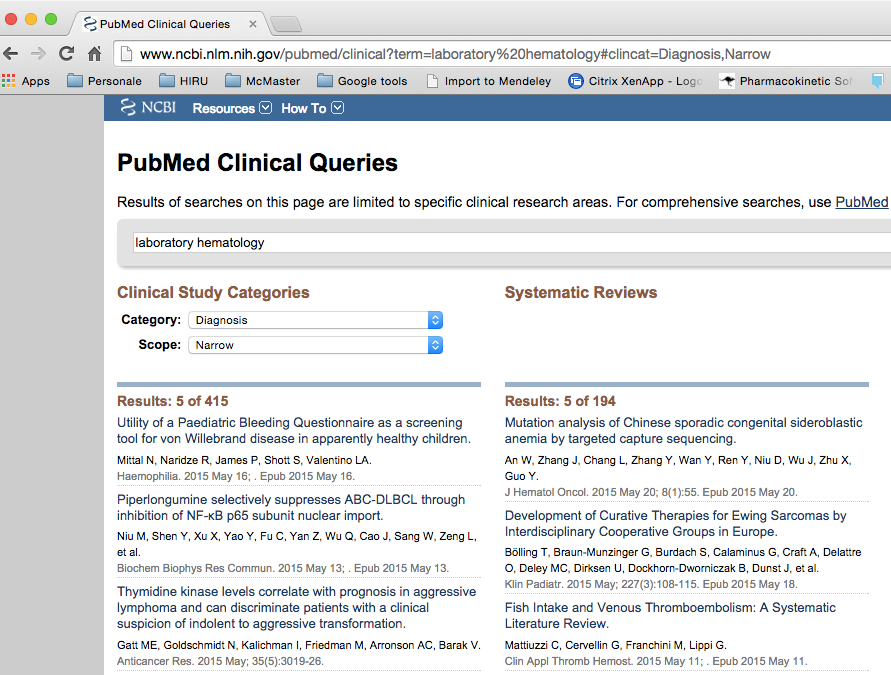 PubMed Clinical Queries
www.ncbi.nlm.nih.gov/pubmed/clinical?term=laboratory%20hematology#clincat=Diagnosis,Narrow
Apps Personale HIRU McMaster Google tools Import to Mendeley Citrix XenApp - Logo Pharmacokinetic Sof
NCBI Resources How To
PubMed Clinical Queries
Results of searches on this page are limited to specific clinical research areas. For comprehensive searches, use PubMed
laboratory hematology
Clinical Study Categories
Category: Diagnosis
Scope: Narrow
Results: 5 of 415
Utility of a Paediatric Bleeding Questionnaire as a screening
tool for von Willebrand disease in apparently healthy children.
Mittal N, Naridze R, James P, Shott S, Valentino LA.
Haemophilia. 2015 May 16; . Epub 2015 May 16.
Piperlongumine selectively suppresses ABC-DLBCL through
inhibition of NF-κB p65 subunit nuclear import.
Niu M, Shen Y, Xu X, Yao Y, Fu C, Yan Z, Wu Q, Cao J, Sang W, Zeng L,
et al.
Biochem Biophys Res Commun. 2015 May 13; . Epub 2015 May 13.
Thymidine kinase levels correlate with prognosis in aggressive
lymphoma and can discriminate patients with a clinical
suspicion of indolent to aggressive transformation.
Gatt ME, Goldschmidt N, Kalichman I, Friedman M, Arronson AC, Barak V.
Anticancer Res. 2015 May; 35(5):3019-26.
Systematic Reviews
Results: 5 of 194
Mutation analysis of Chinese sporadic congenital sideroblastic
anemia by targeted capture sequencing.
An W, Zhang J, Chang L, Zhang Y, Wan Y, Ren Y, Niu D, Wu J, Zhu X,
Guo Y.
J Hematol Oncol. 2015 May 20; 8(1):55. Epub 2015 May 20.
Development of Curative Therapies for Ewing Sarcomas by
Interdisciplinary Cooperative Groups in Europe.
Bölling T, Braun-Munzinger G, Burdach S, Calaminus G, Craft A, Delattre
O, Deley MC, Dirksen U, Dockhorn-Dworniczak B, Dunst J, et al.
Klin Padiatr. 2015 May; 227(3):108-115. Epub 2015 May 18.
Fish Intake and Venous Thromboembolism: A Systematic
Literature Review.
Mattiuzzi C, Cervellin G, Franchini M, Lippi G.
Clin Appl Thromb Hemost. 2015 May 11; . Epub 2015 May 11.